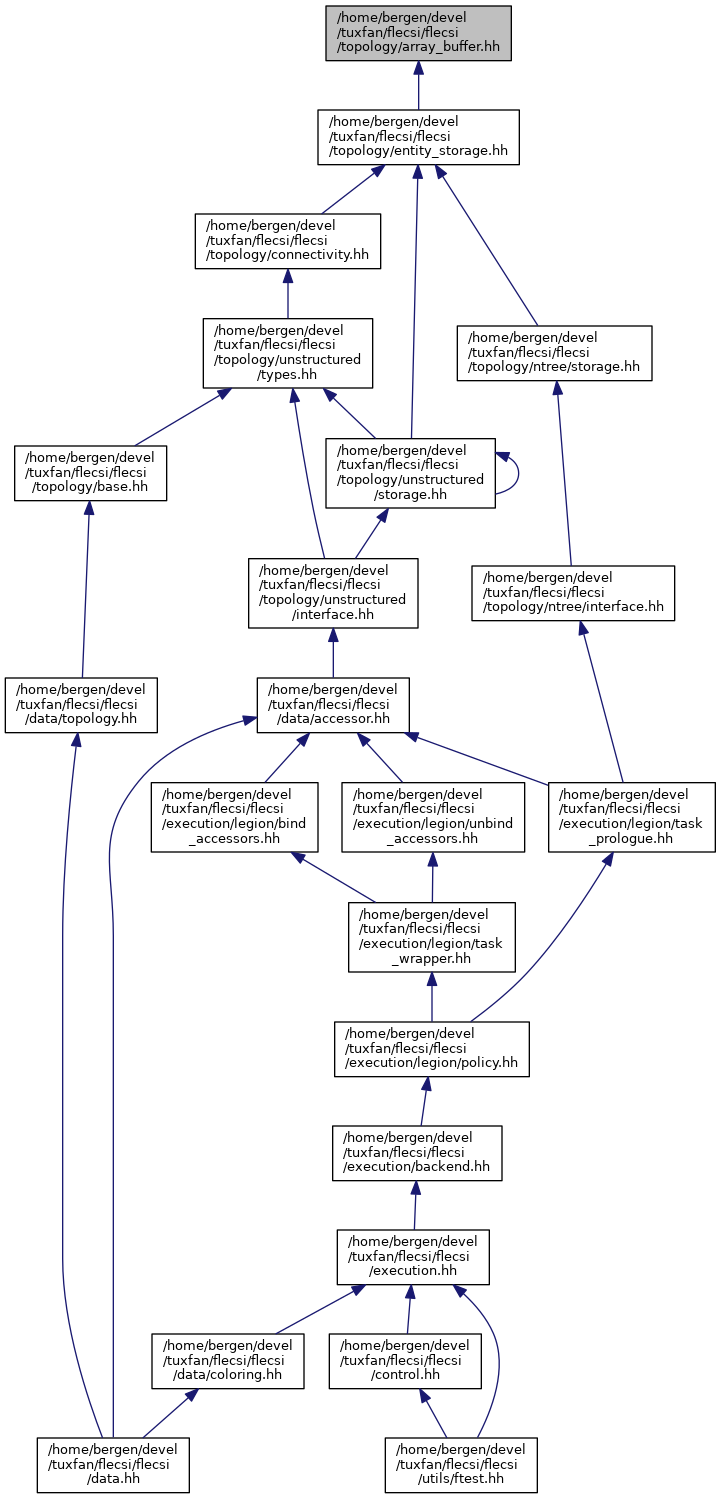 /home/bergen/devel
/tuxfan/flecsi/flecsi
/topology/array_buffer.hh
/home/bergen/devel
/tuxfan/flecsi/flecsi
/topology/entity_storage.hh
/home/bergen/devel
/tuxfan/flecsi/flecsi
/topology/connectivity.hh
/home/bergen/devel
/tuxfan/flecsi/flecsi
/topology/unstructured
/types.hh
/home/bergen/devel
/tuxfan/flecsi/flecsi
/topology/ntree/storage.hh
/home/bergen/devel
/tuxfan/flecsi/flecsi
/topology/base.hh
/home/bergen/devel
/tuxfan/flecsi/flecsi
/topology/unstructured
/storage.hh
/home/bergen/devel
/tuxfan/flecsi/flecsi
/topology/unstructured
/interface.hh
/home/bergen/devel
/tuxfan/flecsi/flecsi
/topology/ntree/interface.hh
/home/bergen/devel
/tuxfan/flecsi/flecsi
/data/topology.hh
/home/bergen/devel
/tuxfan/flecsi/flecsi
/data/accessor.hh
/home/bergen/devel
/tuxfan/flecsi/flecsi
/execution/legion/bind
_accessors.hh
/home/bergen/devel
/tuxfan/flecsi/flecsi
/execution/legion/unbind
_accessors.hh
/home/bergen/devel
/tuxfan/flecsi/flecsi
/execution/legion/task
_prologue.hh
/home/bergen/devel
/tuxfan/flecsi/flecsi
/execution/legion/task
_wrapper.hh
/home/bergen/devel
/tuxfan/flecsi/flecsi
/execution/legion/policy.hh
/home/bergen/devel
/tuxfan/flecsi/flecsi
/execution/backend.hh
/home/bergen/devel
/tuxfan/flecsi/flecsi
/execution.hh
/home/bergen/devel
/tuxfan/flecsi/flecsi
/data/coloring.hh
/home/bergen/devel
/tuxfan/flecsi/flecsi
/control.hh
/home/bergen/devel
/tuxfan/flecsi/flecsi
/data.hh
/home/bergen/devel
/tuxfan/flecsi/flecsi
/utils/ftest.hh